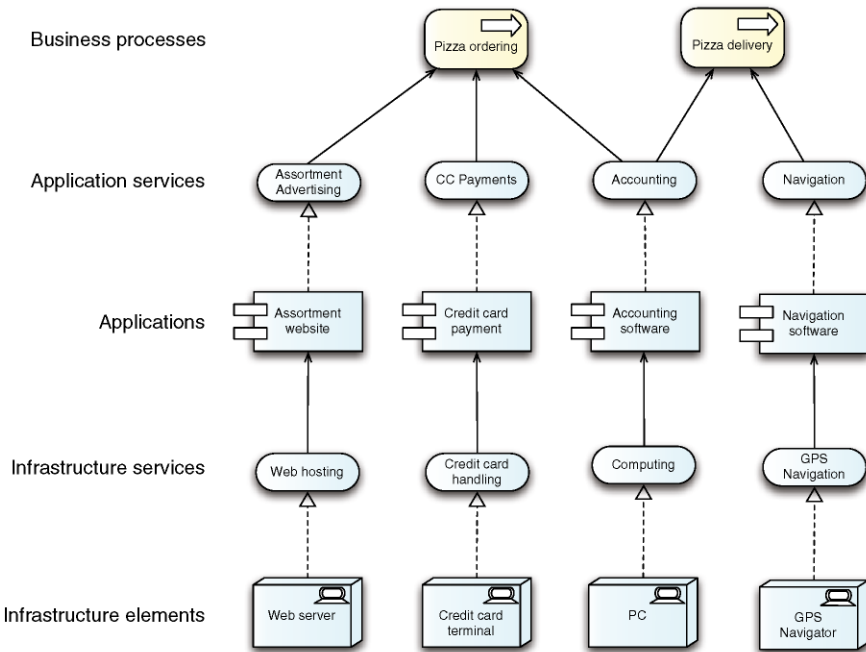 Business processes
Pizza ordering
Pizza delivery
Application services
Assortment
Advertising
CC Payments
Accounting
Navigation
Applications
Assortment
website
Credit card
payment
Accounting
software
Navigation
software
Infrastructure services
Web hosting
Credit card
handling
Computing
GPS
Navigation
Infrastructure elements
Web server
Credit card
terminal
PC
GPS
Navigator